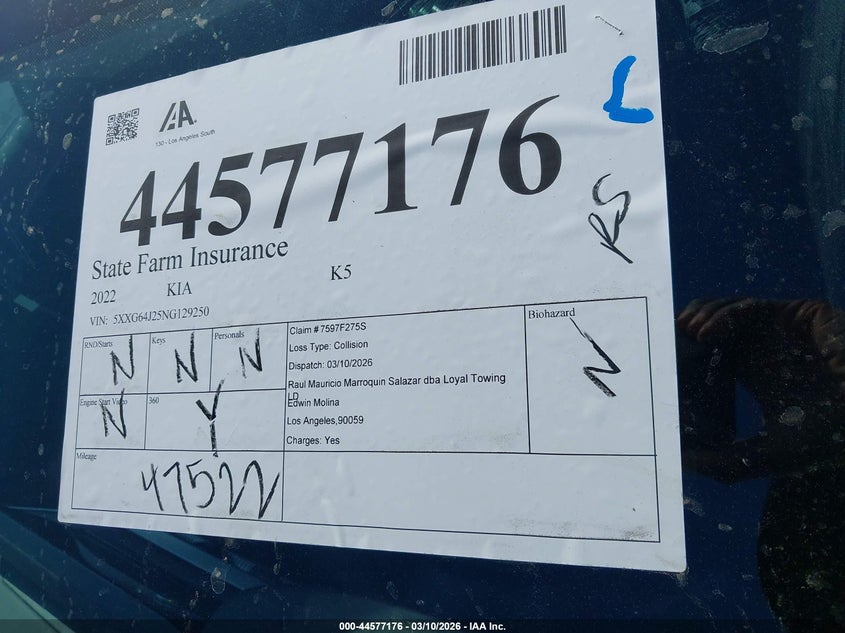 IAA.
130 - Los Angeles South
44577176
L
RS
State Farm Insurance
2022 KIA K5
VIN: 5XXG64J25NG129250
RND/Starts
N
Keys
N
Personals
N
Engine Start Video
N
360
Y
Mileage
47522
Claim # 7597F275S
Loss Type: Collision
Dispatch: 03/10/2026
Raul Mauricio Marroquin Salazar dba Loyal Towing
LD
Edwin Molina
Los Angeles,90059
Charges: Yes
Biohazard
N
000-44577176 - 03/10/2026 - IAA Inc.